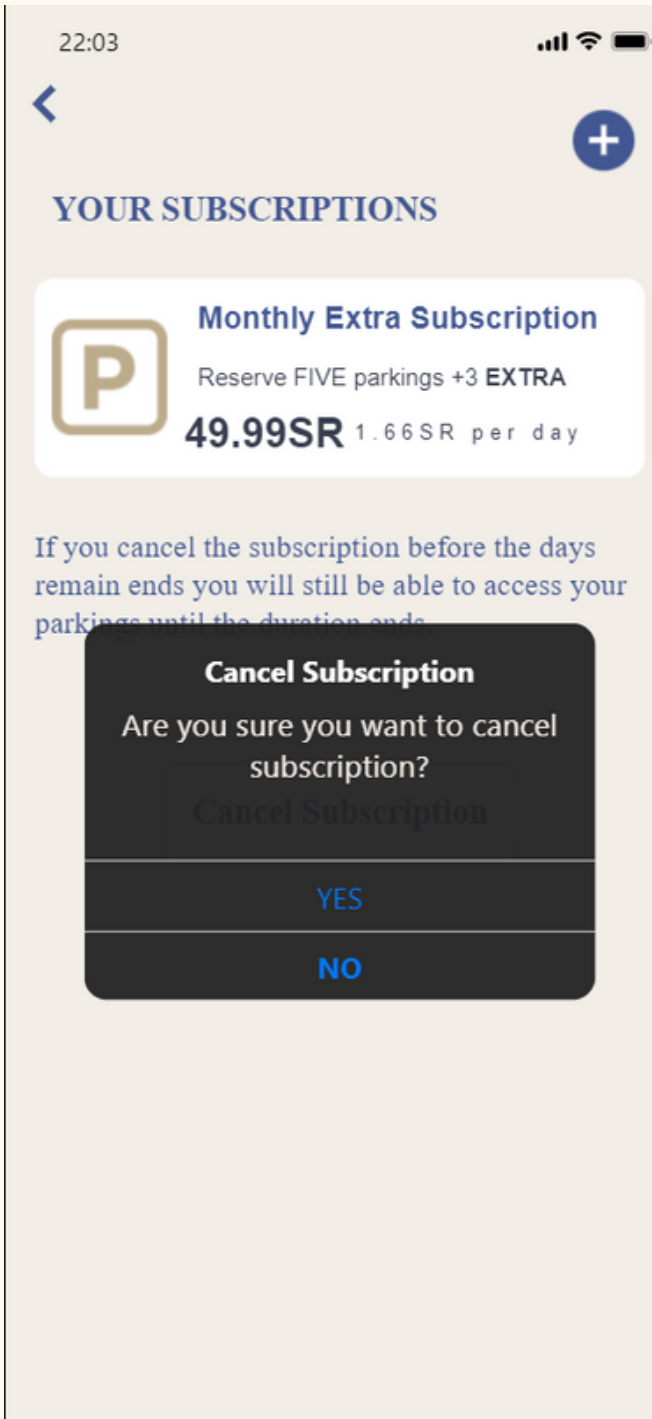 22:03
YOUR SUBSCRIPTIONS
Monthly Extra Subscription
P
Reserve FIVE parkings +3 EXTRA
49.99SR 1.66SR per day
If you cancel the subscription before the days
remain ends you will still be able to access your
parkings until the duration ends.
Cancel Subscription
Are you sure you want to cancel
subscription?
Cancel Subscription
YES
NO